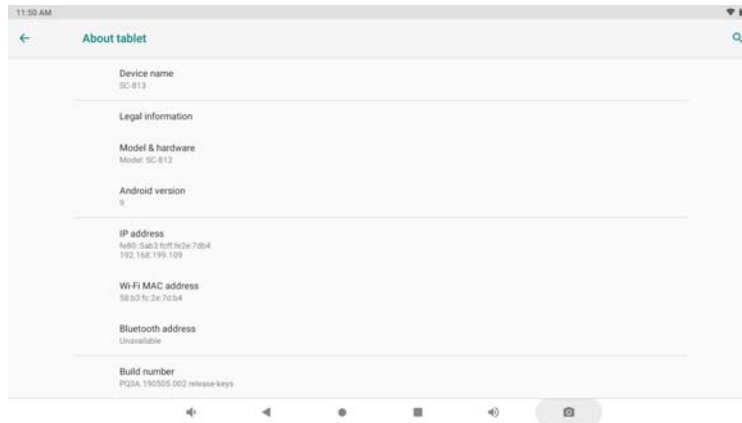 11:50 AM
About tablet
Device name
SC-813
Legal information
Model & hardware
Model: SC-813
Android version
9
IP address
fe80::5ab3:fcff:fe2e:7db4
192.168.199.109
Wi-Fi MAC address
58:b3:fc:2e:7d:b4
Bluetooth address
Unavailable
Build number
PQ3A.190505.002 release-keys